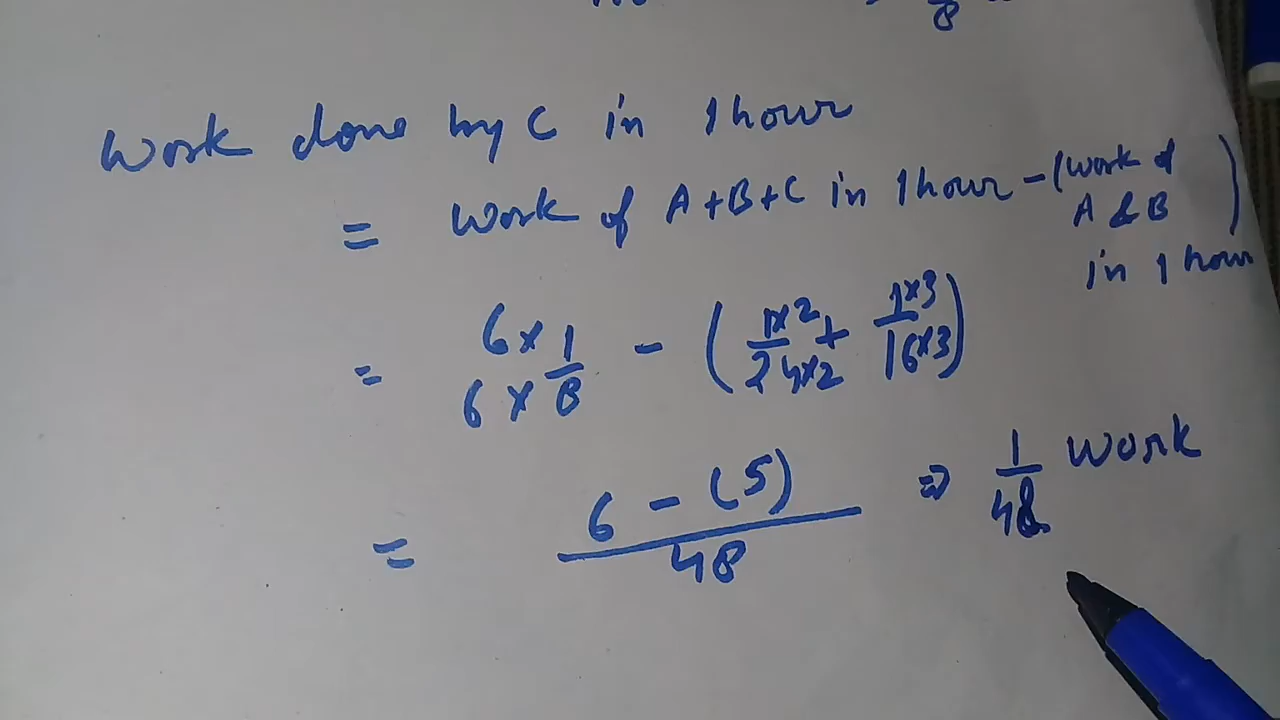 8
Work done by C in 1 hour
= Work of A+B+C in 1 hour - (work of A & B) in 1 hour
= 6×1/6×8 - (1×2/24×2 + 1×3/16×3)
= 6 - (5)/48 ⇒ 1/48 work